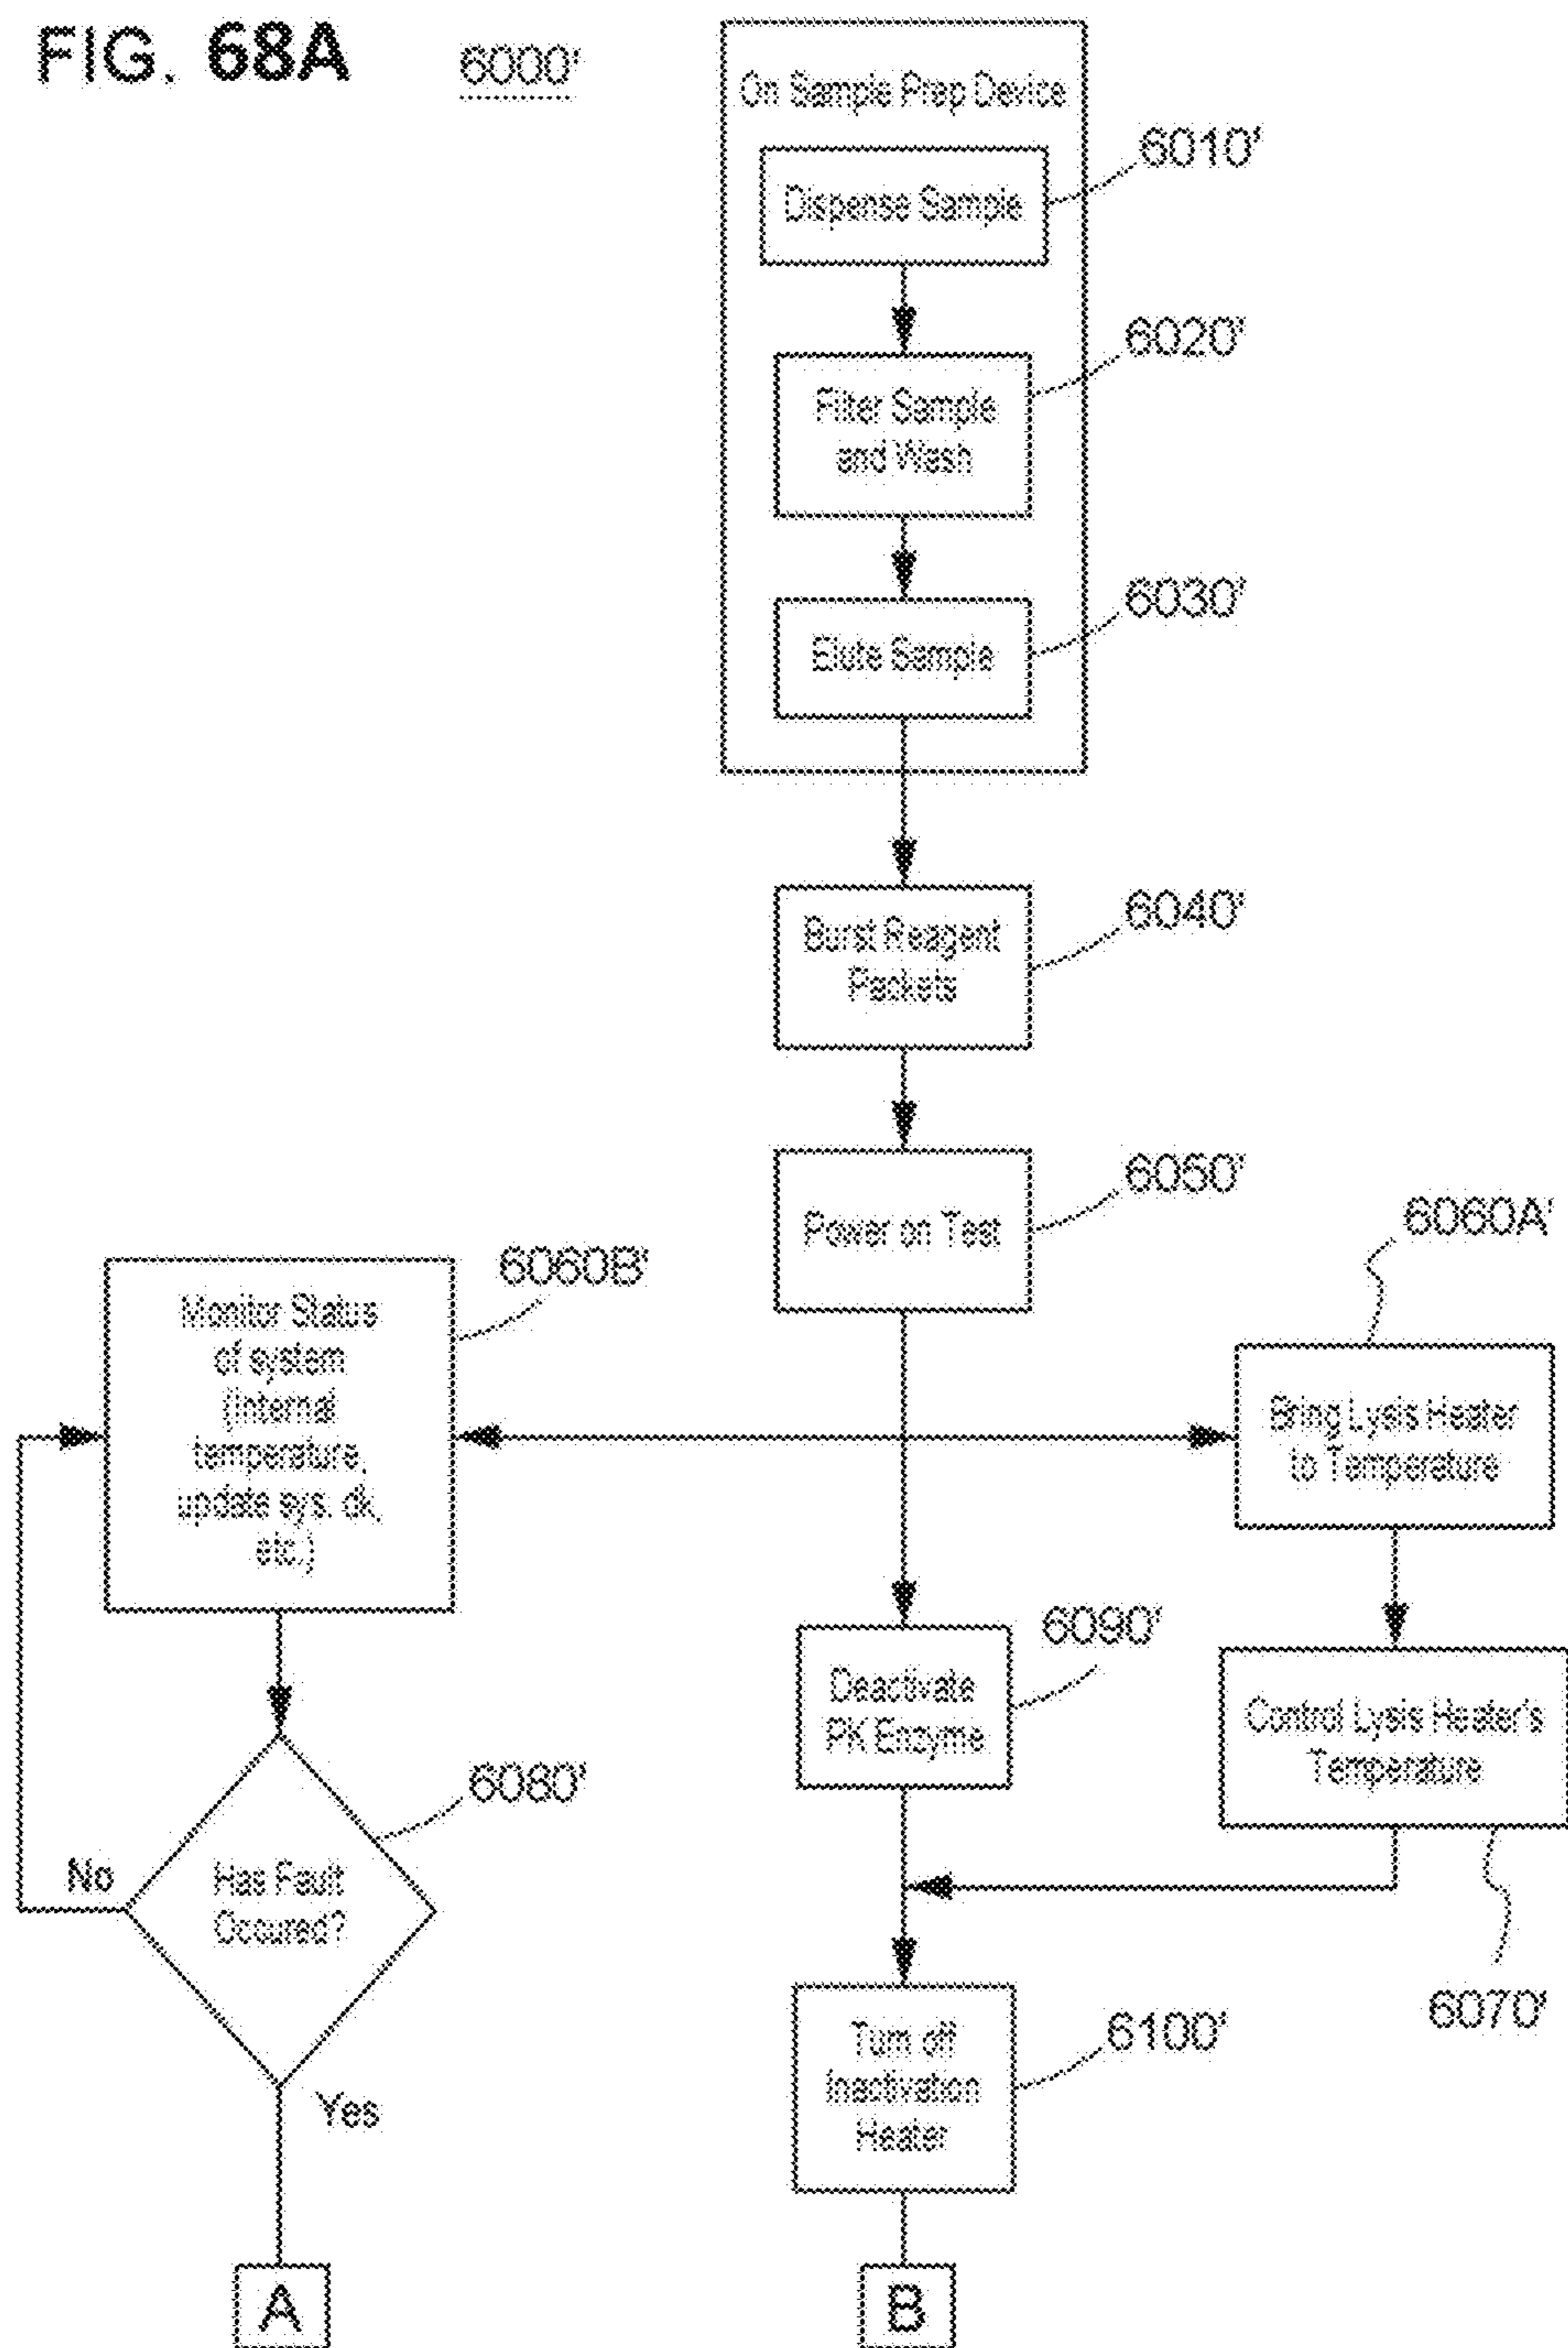 FIG. 68A
6000'
On Sample Prep Device
6010'
Dispense Sample
6020'
Filter Sample
and Wash
6030'
Elute Sample
6040'
Burst Reagent
Packets
6050'
Power on Test
6060A'
6060B'
Monitor Status
of system
(Internal
temperature,
update sys. clk,
etc.)
Bring Lysis Heater
to Temperature
6090'
Deactivate
PK Enzyme
Control Lysis Heater's
Temperature
6080'
No
Has Fault
Occured?
6070'
Yes
6100'
Turn off
Inactivation
Heater
A
B